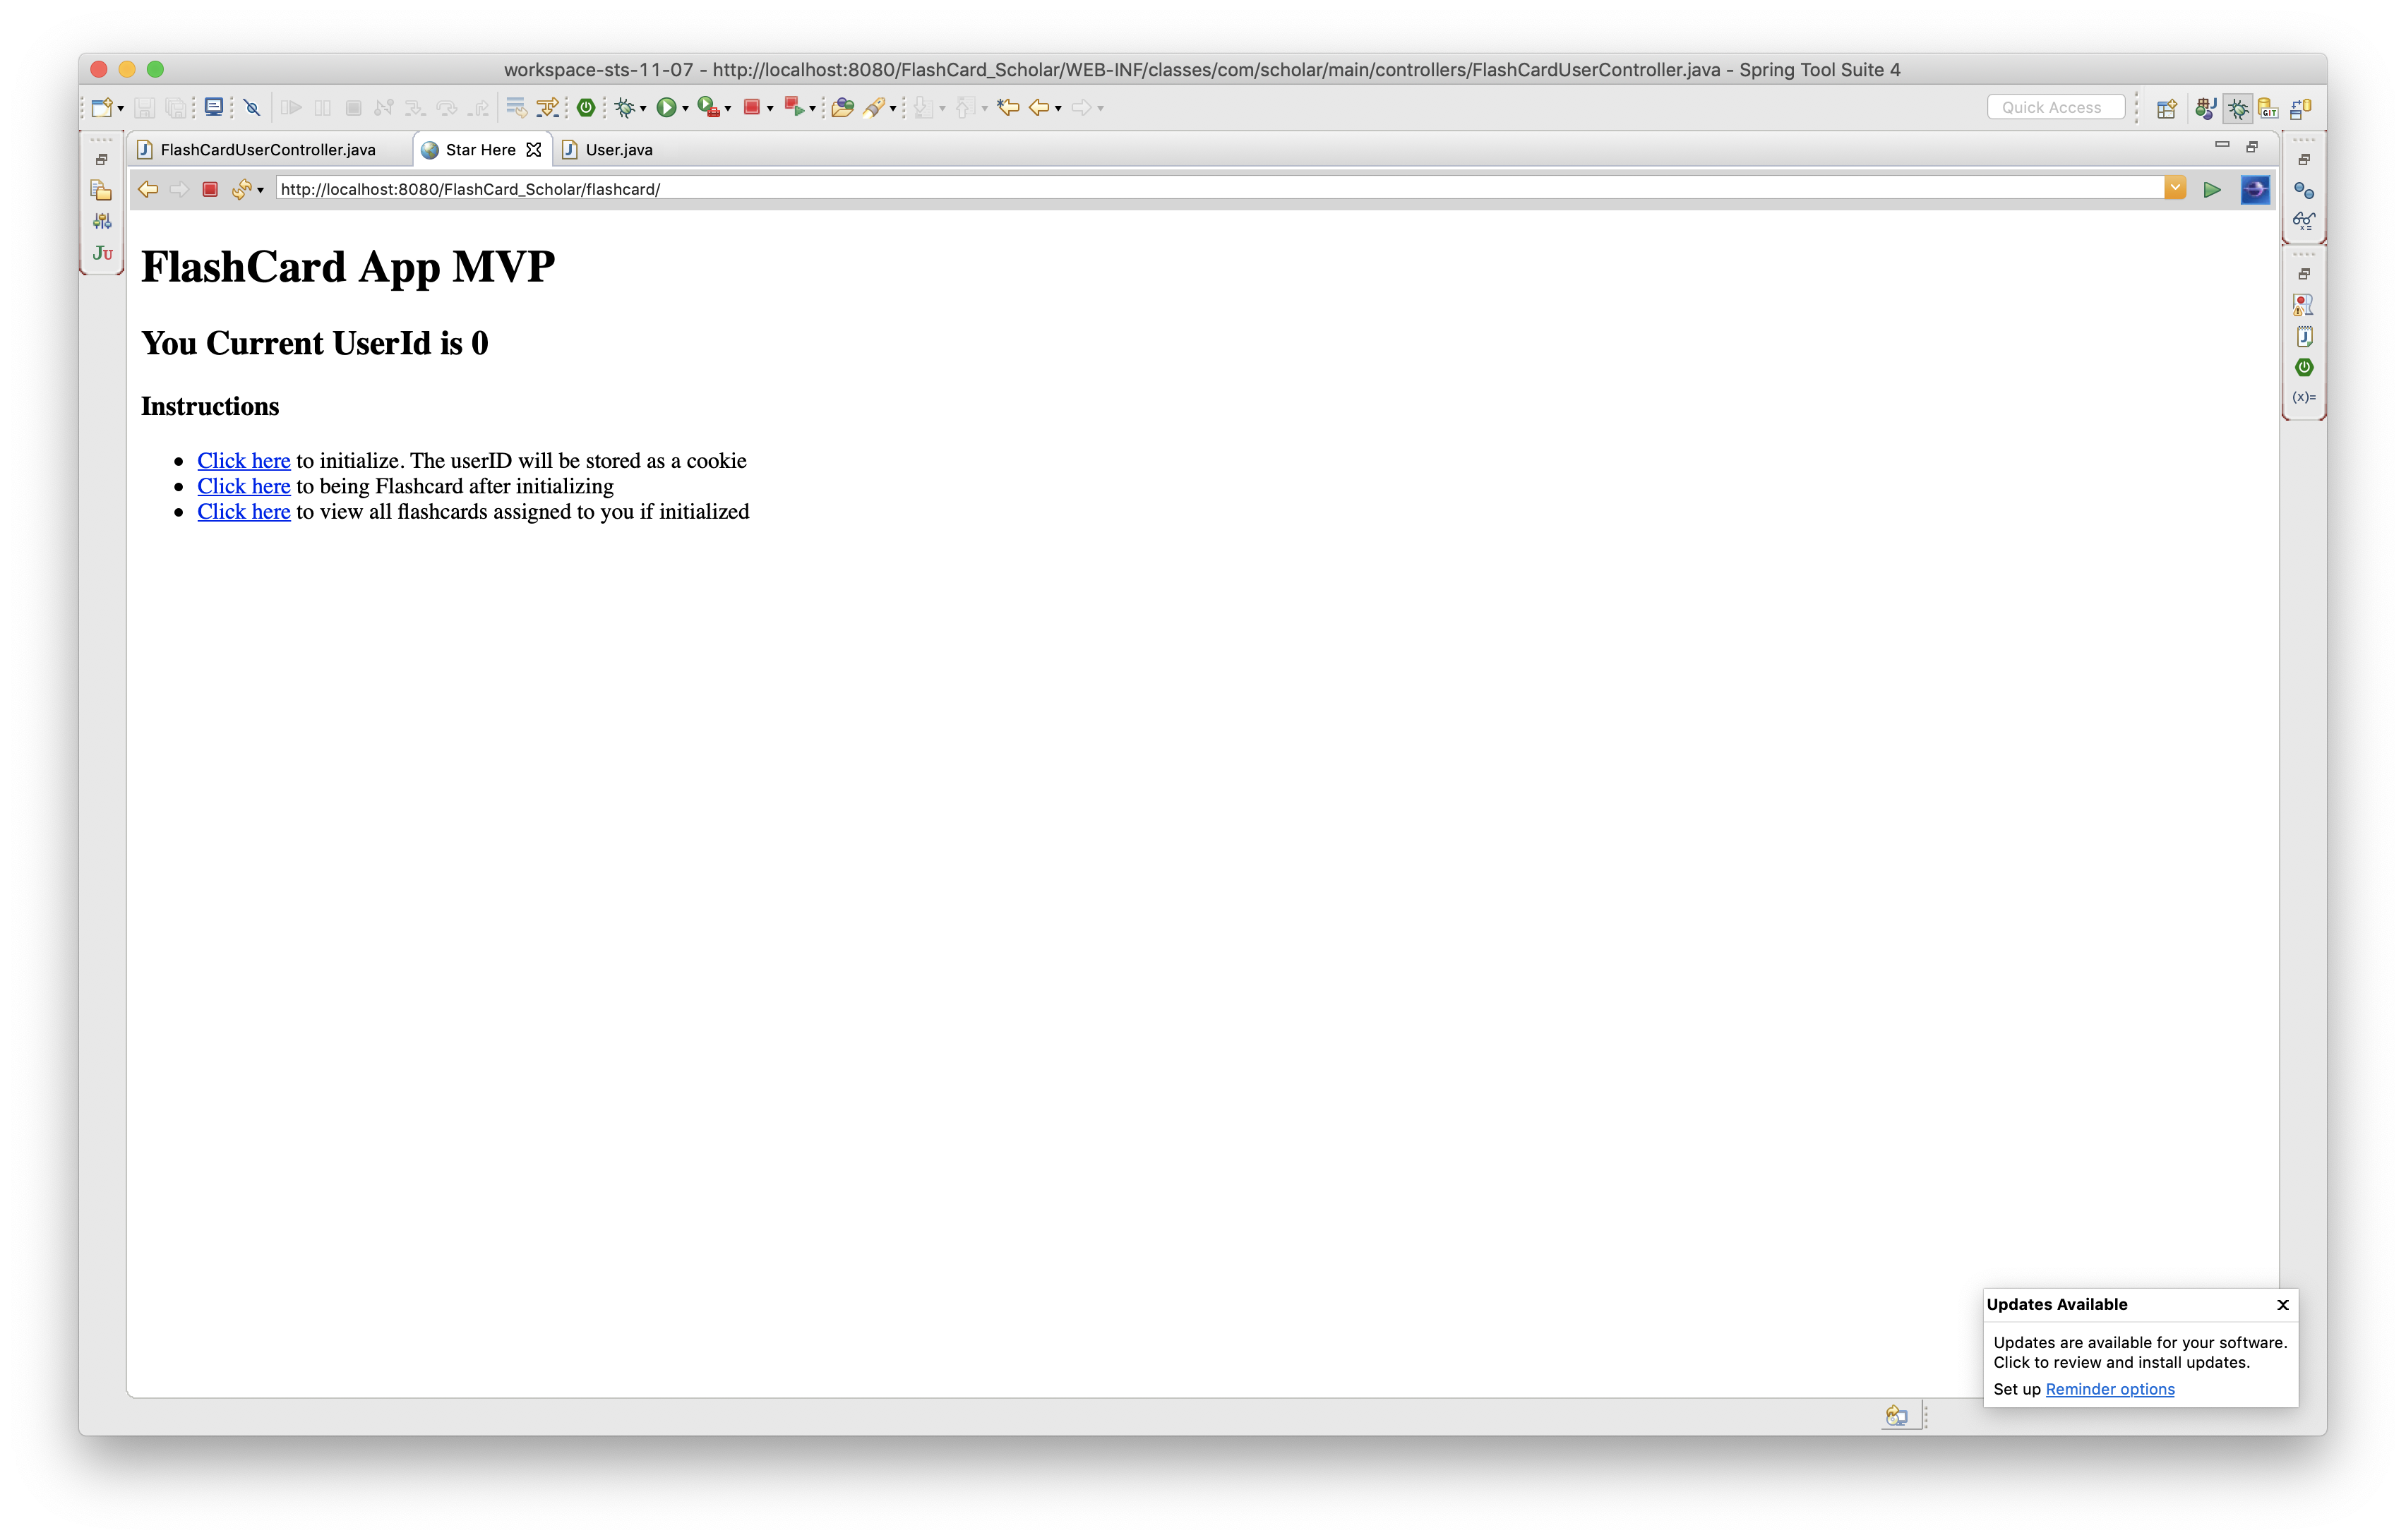 workspace-sts-11-07 - http://localhost:8080/FlashCard_Scholar/WEB-INF/classes/com/scholar/main/controllers/FlashCardUserController.java - Spring Tool Suite 4
Quick Access
FlashCardUserController.java
Star Here
User.java
http://localhost:8080/FlashCard_Scholar/flashcard/
FlashCard App MVP
You Current UserId is 0
Instructions
Click here to initialize. The userID will be stored as a cookie
Click here to being Flashcard after initializing
Click here to view all flashcards assigned to you if initialized
JU
GIT
(x)=
Updates Available
Updates are available for your software.
Click to review and install updates.
Set up Reminder options